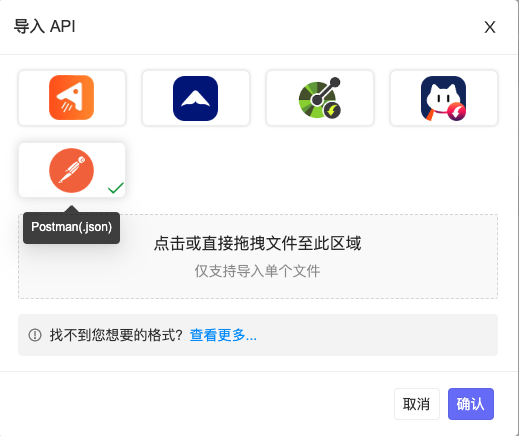 导入 API
X
Postman(.json)
点击或直接拖拽文件至此区域
仅支持导入单个文件
找不到您想要的格式？查看更多...
取消
确认